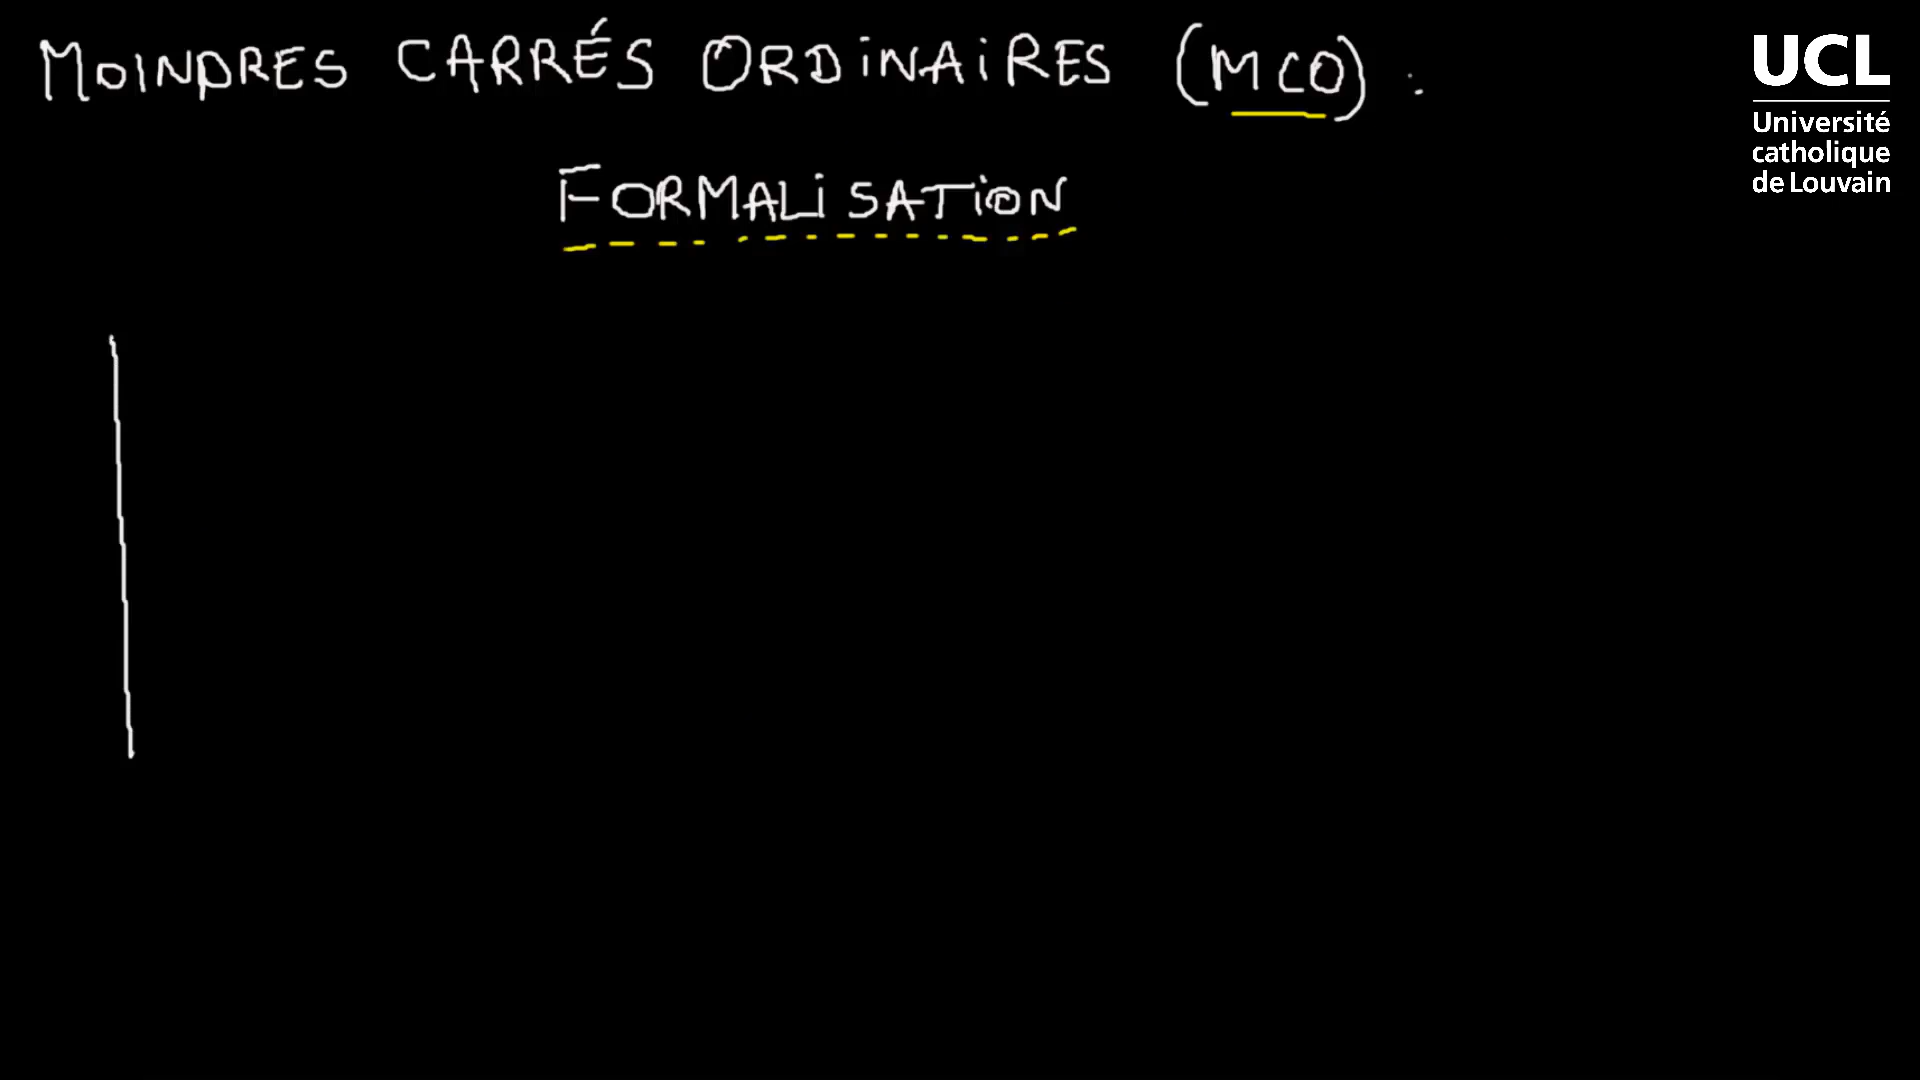 MOINDRES CARRÉS ORDINAIRES (MCO) :
FORMALISATION
UCL
Université
catholique
de Louvain